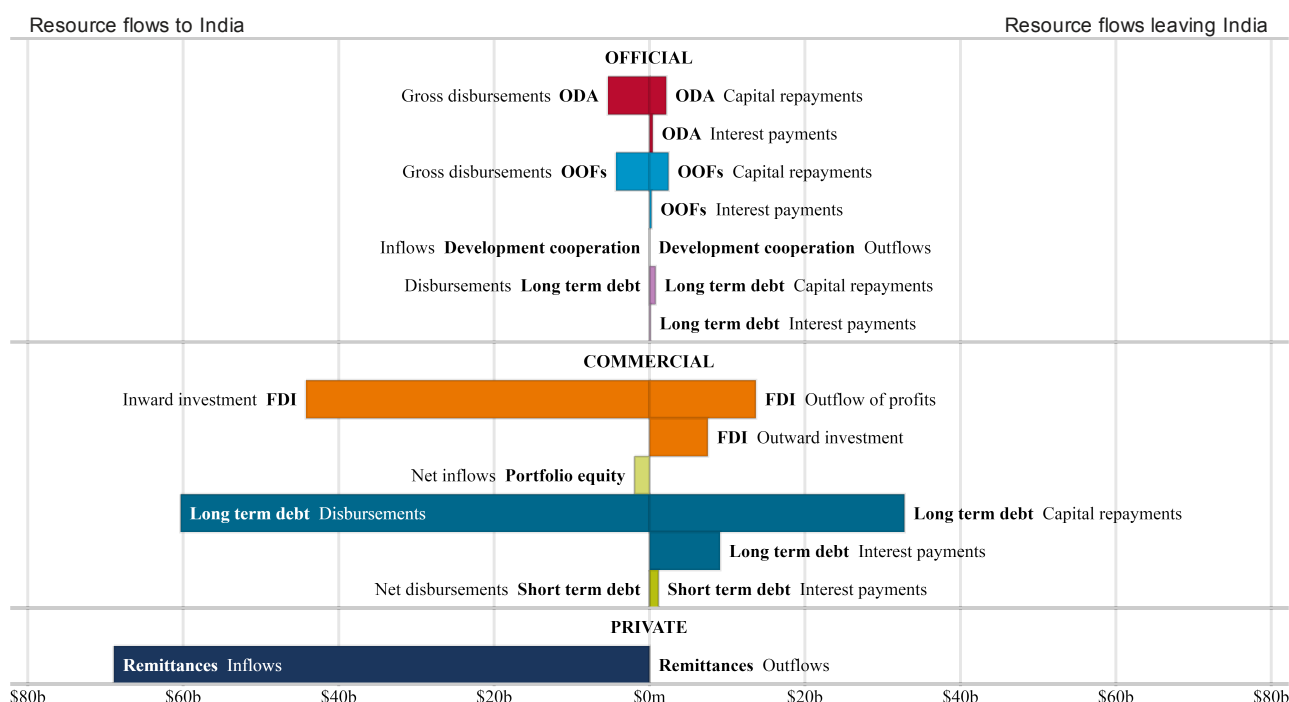 Resource flows to India Resource flows leaving India
OFFICIAL
Gross disbursements ODA ODA Capital repayments
ODA Interest payments
Gross disbursements OOFs OOFs Capital repayments
OOFs Interest payments
Inflows Development cooperation Development cooperation Outflows
Disbursements Long term debt Long term debt Capital repayments
Long term debt Interest payments
COMMERCIAL
Inward investment FDI FDI Outflow of profits
FDI Outward investment
Net inflows Portfolio equity
Long term debt Disbursements Long term debt Capital repayments
Long term debt Interest payments
Net disbursements Short term debt Short term debt Interest payments
PRIVATE
Remittances Inflows Remittances Outflows
$80b $60b $40b $20b $0m $20b $40b $60b $80b